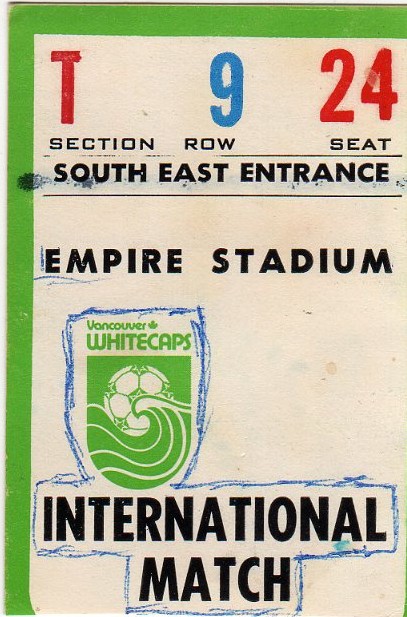 T 9 24
SECTION ROW SEAT
SOUTH EAST ENTRANCE
EMPIRE STADIUM
Vancouver
WHITECAPS
INTERNATIONAL
MATCH